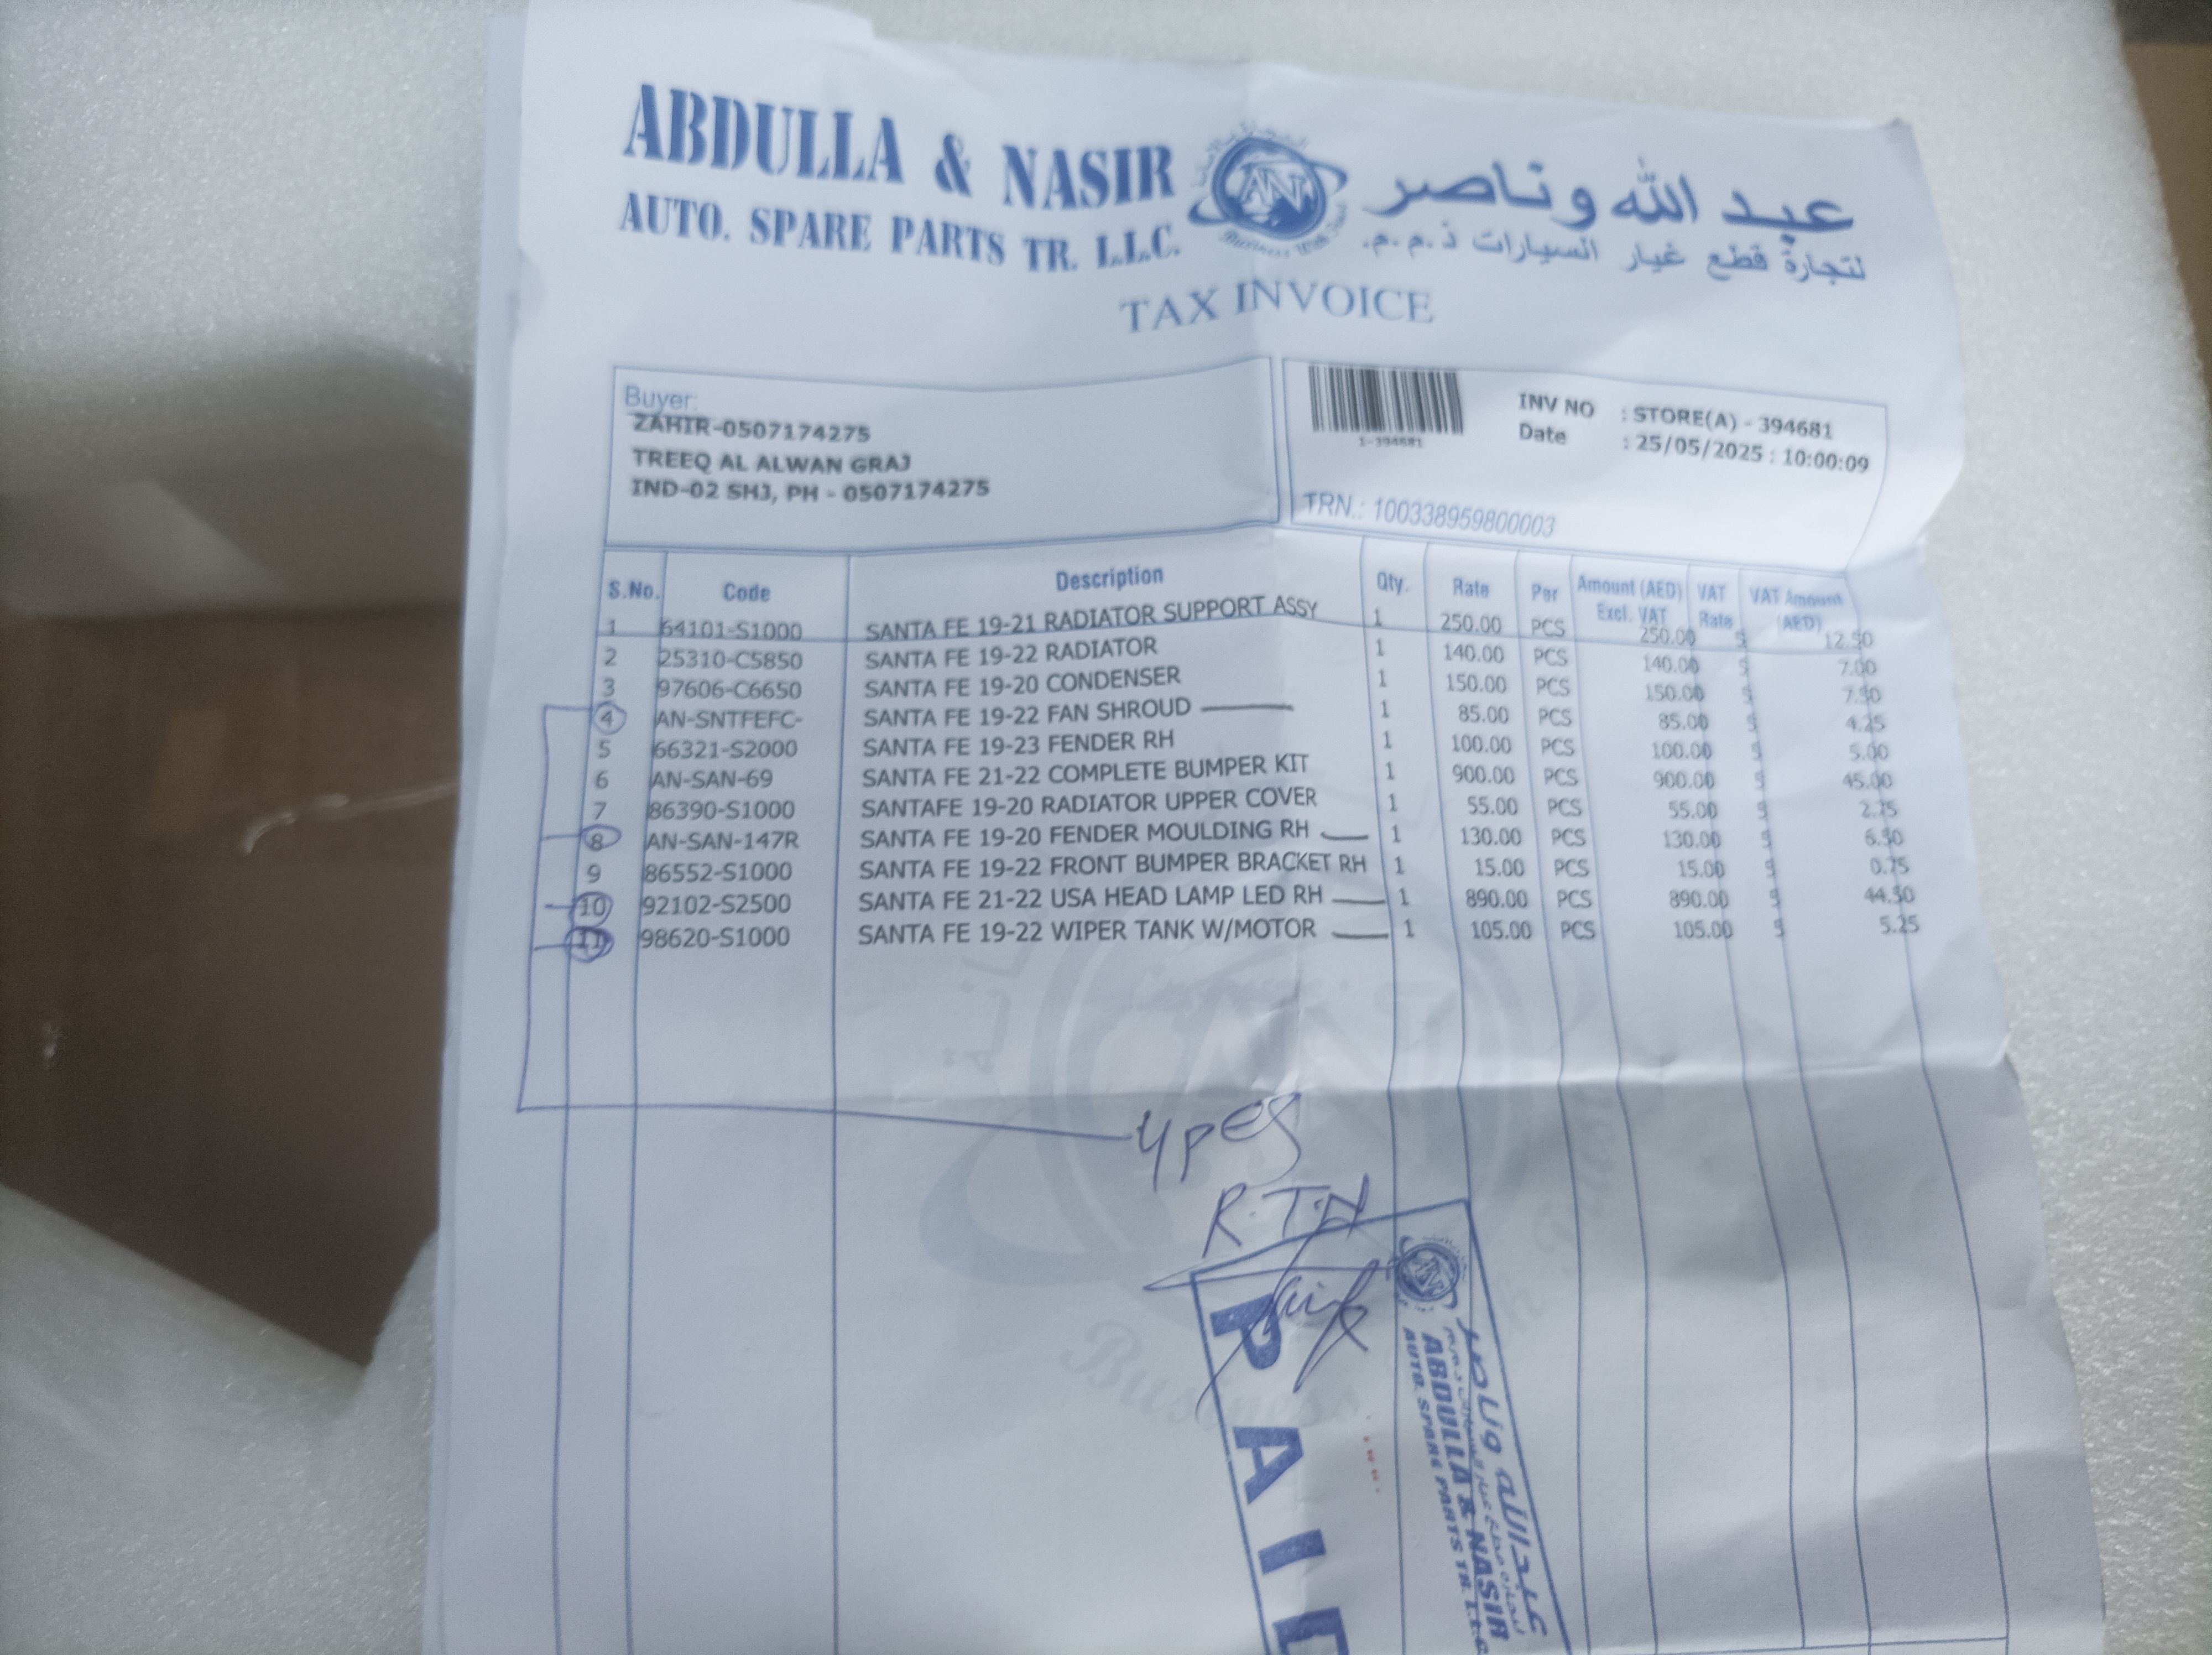 ABDULLA & NASIR
AUTO. SPARE PARTS TR. L.L.C.
عبد الله وناصر
لتجارة قطع غيار السيارات ذ.م.م.
TAX INVOICE
Buyer:
ZAHIR-0507174275
TREEQ AL ALWAN GRAJ
IND-02 SHJ, PH - 0507174275
1-394681
INV NO : STORE(A) - 394681
Date : 25/05/2025 : 10:00:09
TRN.: 100338959800003
S.No. Code Description Qty. Rate Per Amount (AED) Excl. VAT VAT Rate VAT Amount (AED)
1 64101-S1000 SANTA FE 19-21 RADIATOR SUPPORT ASSY 1 250.00 PCS 250.00 5 12.50
2 25310-C5850 SANTA FE 19-22 RADIATOR 1 140.00 PCS 140.00 5 7.00
3 97606-C6650 SANTA FE 19-20 CONDENSER 1 150.00 PCS 150.00 5 7.50
4 AN-SNTFEFC- SANTA FE 19-22 FAN SHROUD 1 85.00 PCS 85.00 5 4.25
5 66321-S2000 SANTA FE 19-23 FENDER RH 1 100.00 PCS 100.00 5 5.00
6 AN-SAN-69 SANTA FE 21-22 COMPLETE BUMPER KIT 1 900.00 PCS 900.00 5 45.00
7 86390-S1000 SANTAFE 19-20 RADIATOR UPPER COVER 1 55.00 PCS 55.00 5 2.75
8 AN-SAN-147R SANTA FE 19-20 FENDER MOULDING RH 1 130.00 PCS 130.00 5 6.50
9 86552-S1000 SANTA FE 19-22 FRONT BUMPER BRACKET RH 1 15.00 PCS 15.00 5 0.75
10 92102-S2500 SANTA FE 21-22 USA HEAD LAMP LED RH 1 890.00 PCS 890.00 5 44.50
11 98620-S1000 SANTA FE 19-22 WIPER TANK W/MOTOR 1 105.00 PCS 105.00 5 5.25
4 pes
R.T.N
Business
PAID
عبد الله وناصر
ABDULLA & NASIR
AUTO. SPARE PARTS TR. L.L.C.